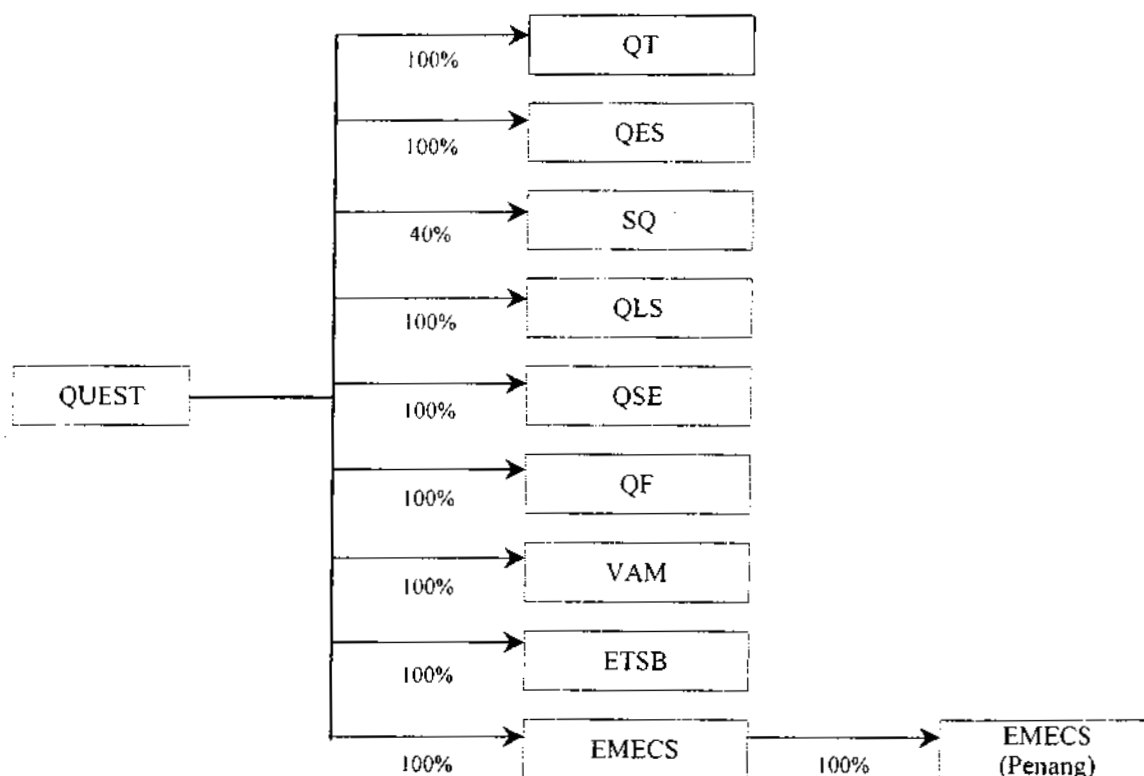 QT
100%
QES
100%
SQ
40%
QLS
100%
QUEST
QSE
100%
QF
100%
VAM
100%
ETSB
100%
EMECS
100%
EMECS
(Penang)
100%